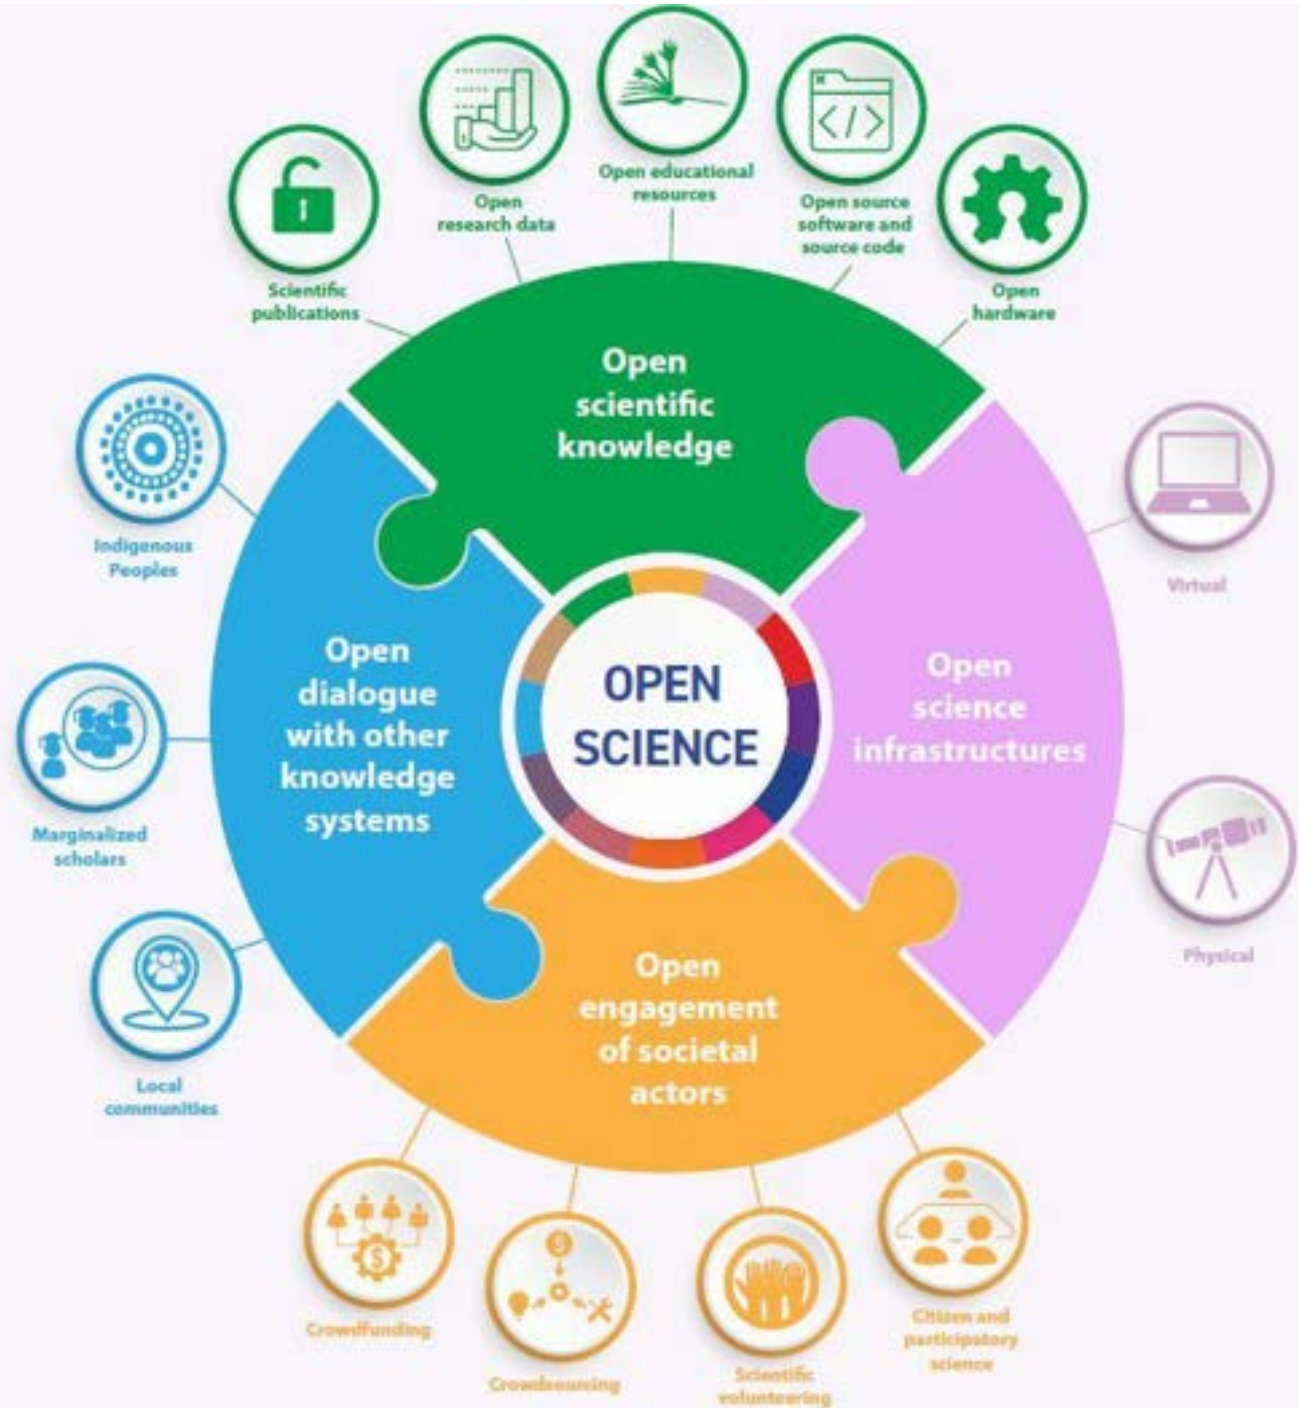 Open educational
resources
Open
research data
Open source
software and
source code
Scientific
publications
Open
hardware
Open
scientific
knowledge
Indigenous
Peoples
Virtual
Open
dialogue
with other
knowledge
systems
OPEN
SCIENCE
Open
science
infrastructures
Marginalized
scholars
Physical
Open
engagement
of societal
actors
Local
communities
Crowdfunding
Crowdsourcing
Scientific
volunteering
Citizen and
participatory
science